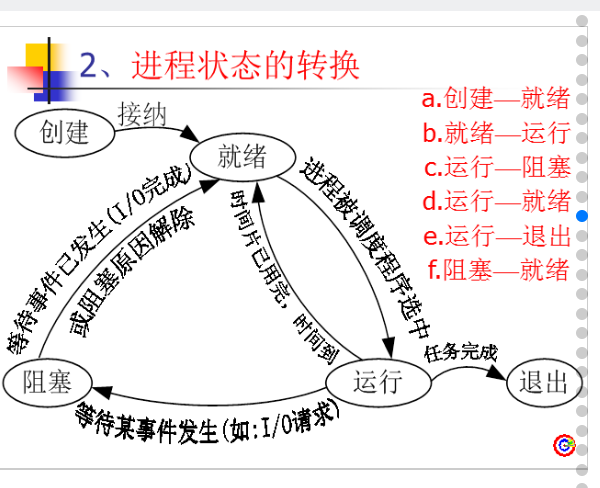 2、进程状态的转换
a.创建—就绪
b.就绪—运行
c.运行—阻塞
d.运行—就绪
e.运行—退出
f.阻塞—就绪
创建
接纳
就绪
等待事件已发生(I/O完成)
或阻塞原因解除
时间片已用完，时间到
进程被调度程序选中
任务完成
阻塞
运行
退出
等待某事件发生(如:I/O请求)